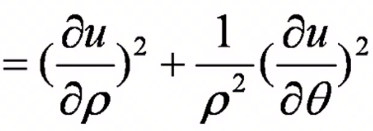 = (∂u/∂ρ)² + 1/ρ² (∂u/∂θ)²